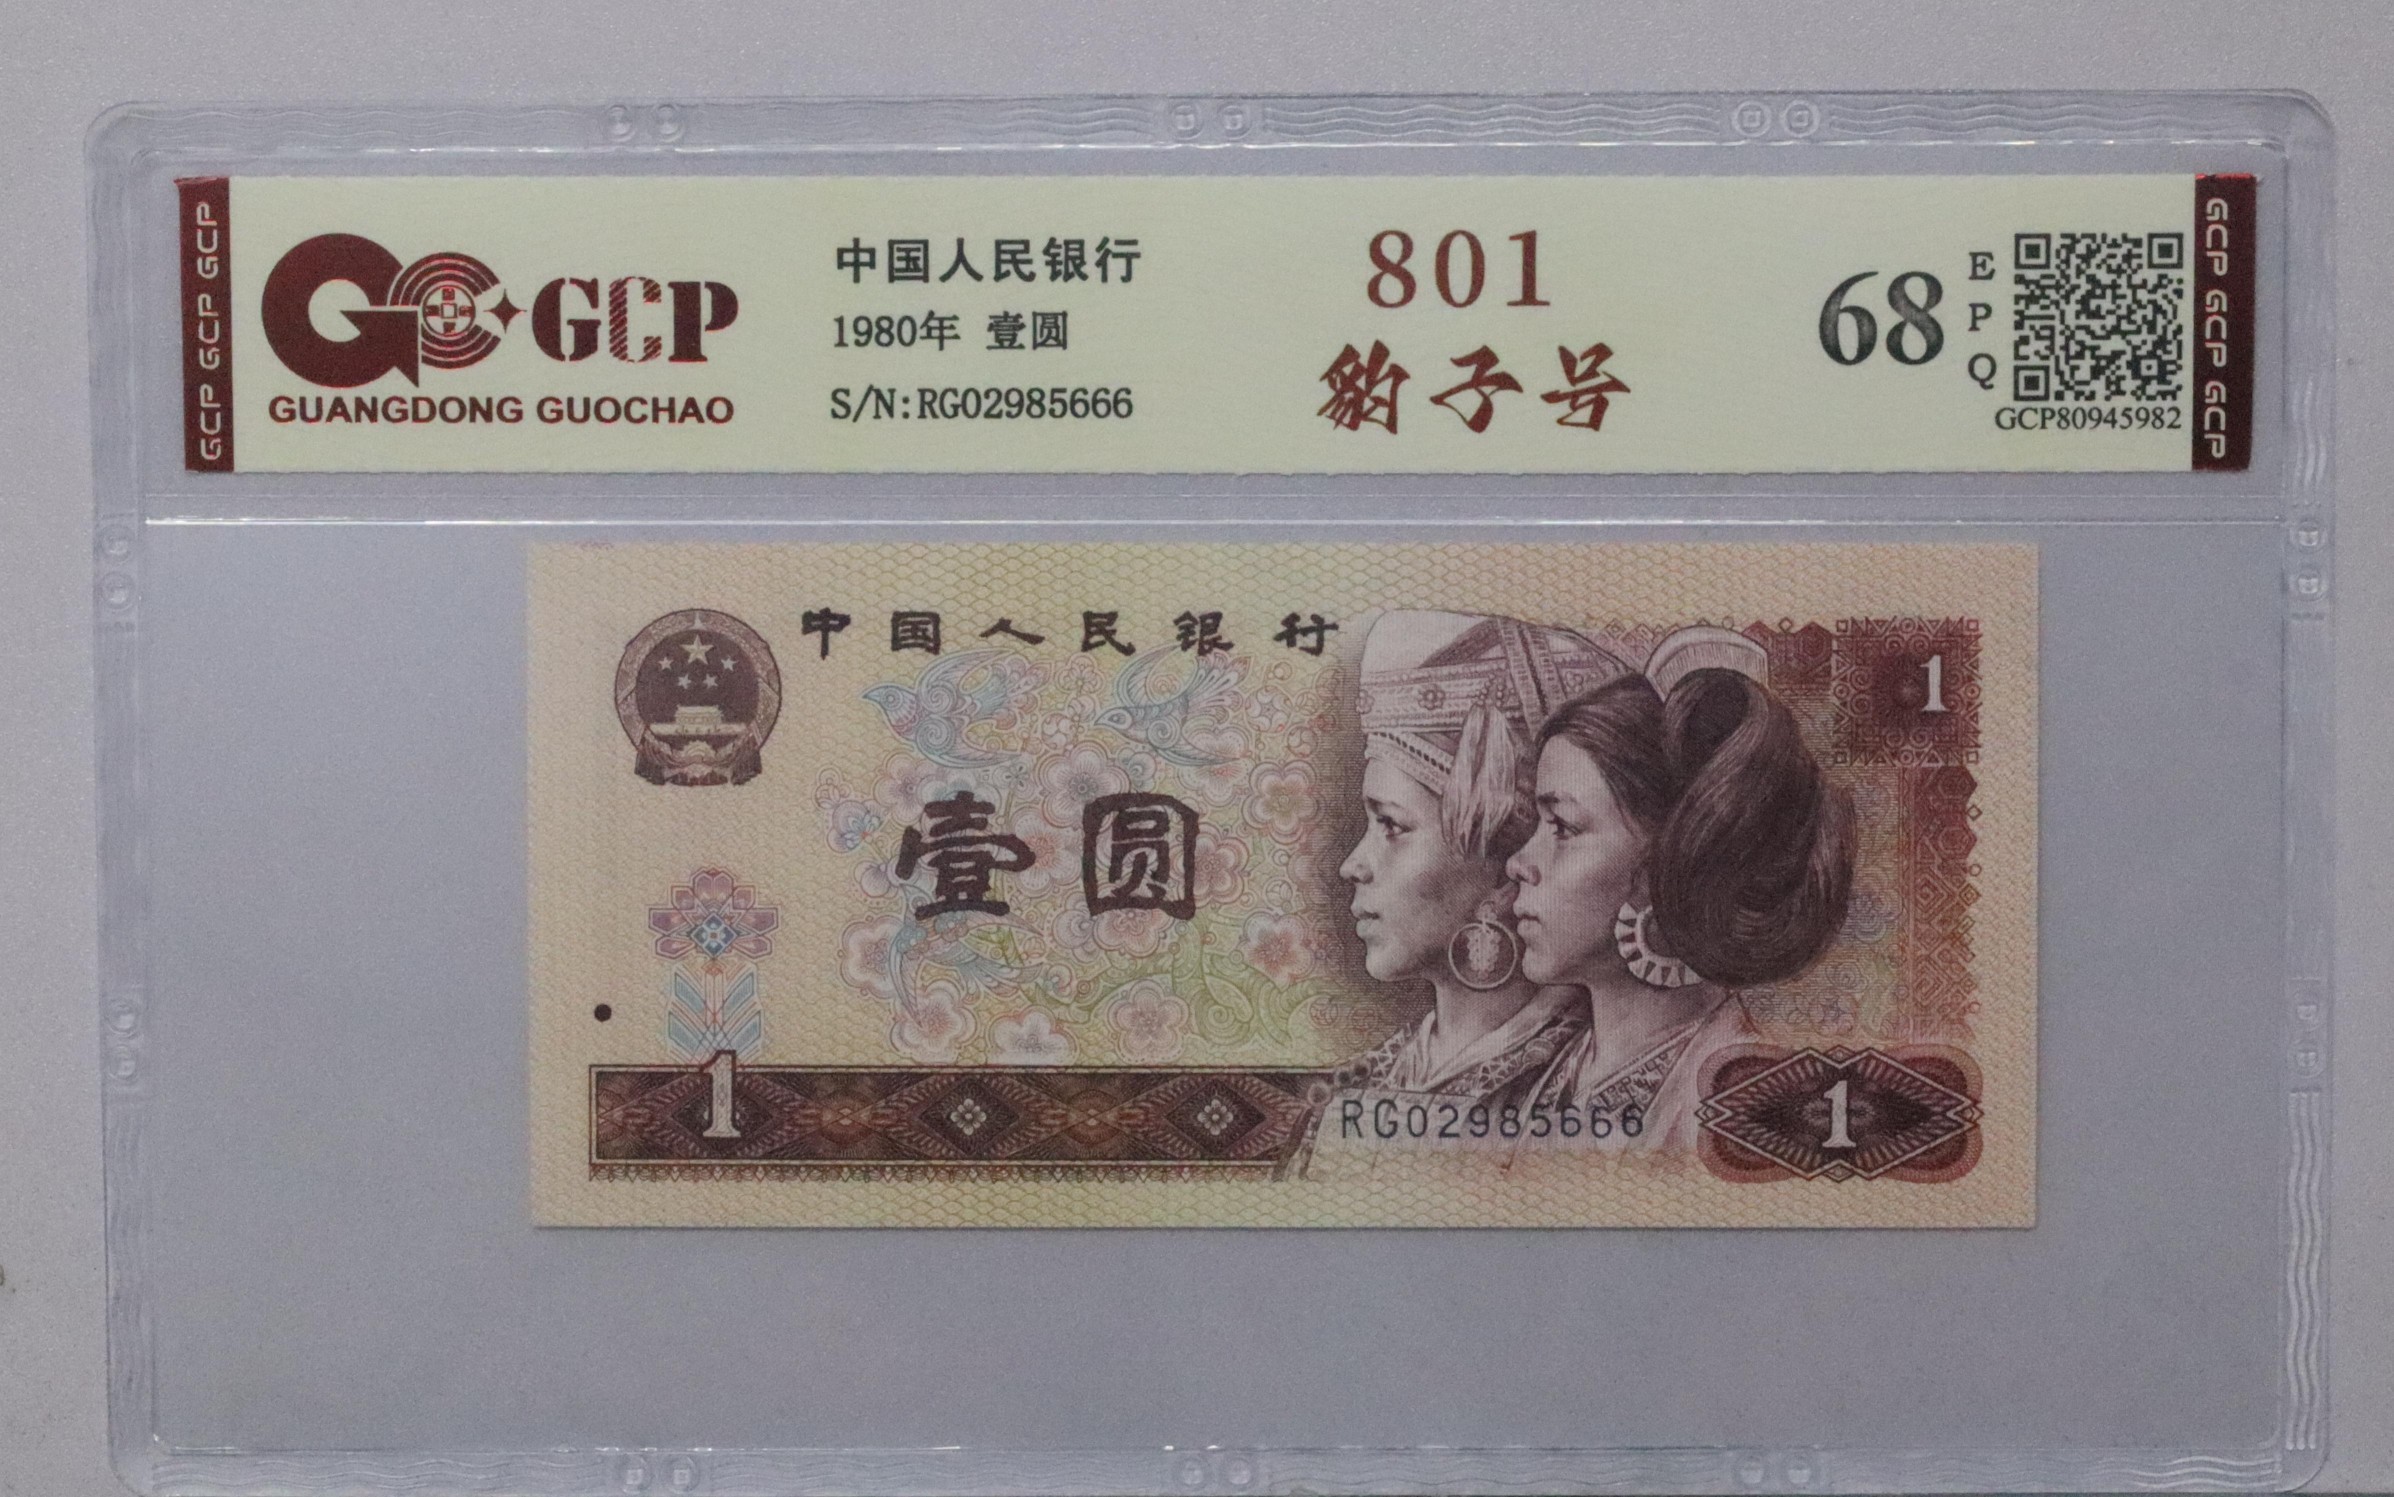 GCP GCP GCP
GCP
GUANGDONG GUOCHAO
中国人民银行
1980年 壹圆
S/N:RG02985666
801
豹子号
68
EPQ
GCP80945982
GCP GCP GCP
中国人民银行
1
壹圆
1
RG02985666
1